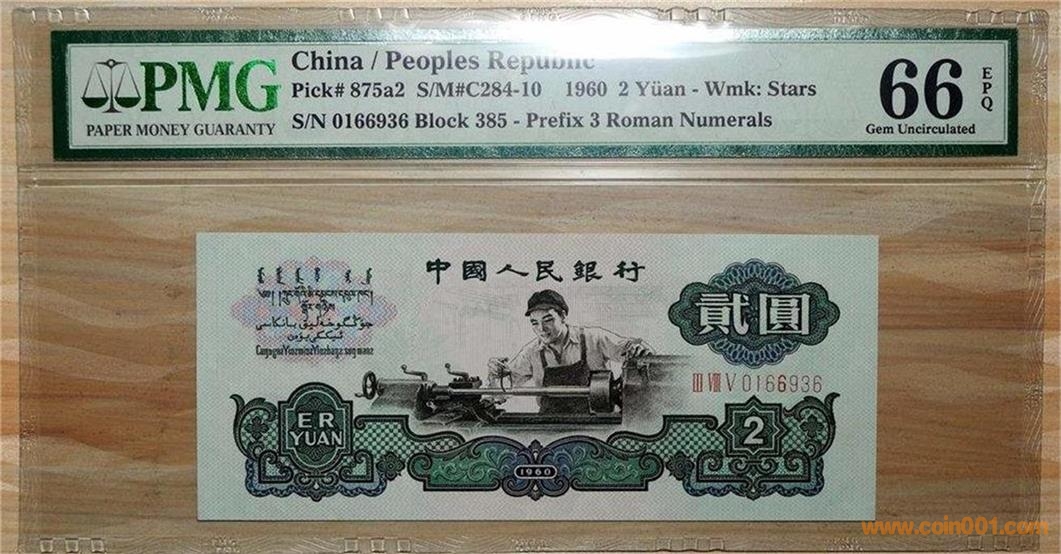 PMG
PAPER MONEY GUARANTY
China / Peoples Republic
Pick# 875a2 S/M#C284-10 1960 2 Yüan - Wmk: Stars
S/N 0166936 Block 385 - Prefix 3 Roman Numerals
66
EPQ
Gem Uncirculated
中國人民銀行
貳圓
III VIII V 0166936
ER
YUAN
2
1960
www.coin001.com